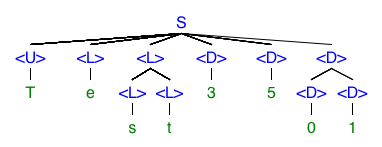 S
<U> <L> <L> <D> <D> <D>
T e <L> <L> 3 5 <D> <D>
s t 0 1